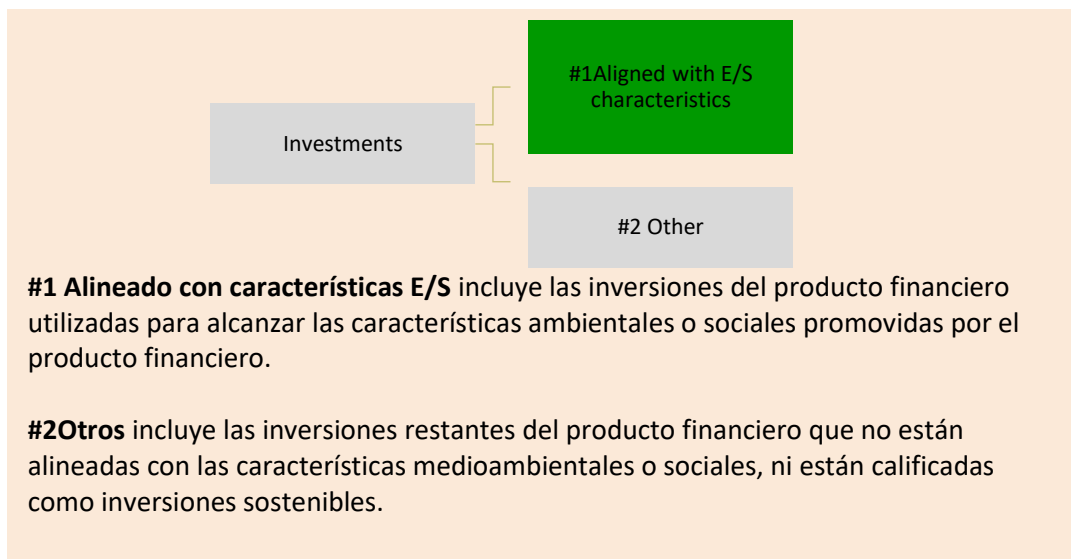 #1Aligned with E/S
characteristics
Investments
#2 Other
#1 Alineado con características E/S incluye las inversiones del producto financiero
utilizadas para alcanzar las características ambientales o sociales promovidas por el
producto financiero.
#2Otros incluye las inversiones restantes del producto financiero que no están
alineadas con las características medioambientales o sociales, ni están calificadas
como inversiones sostenibles.